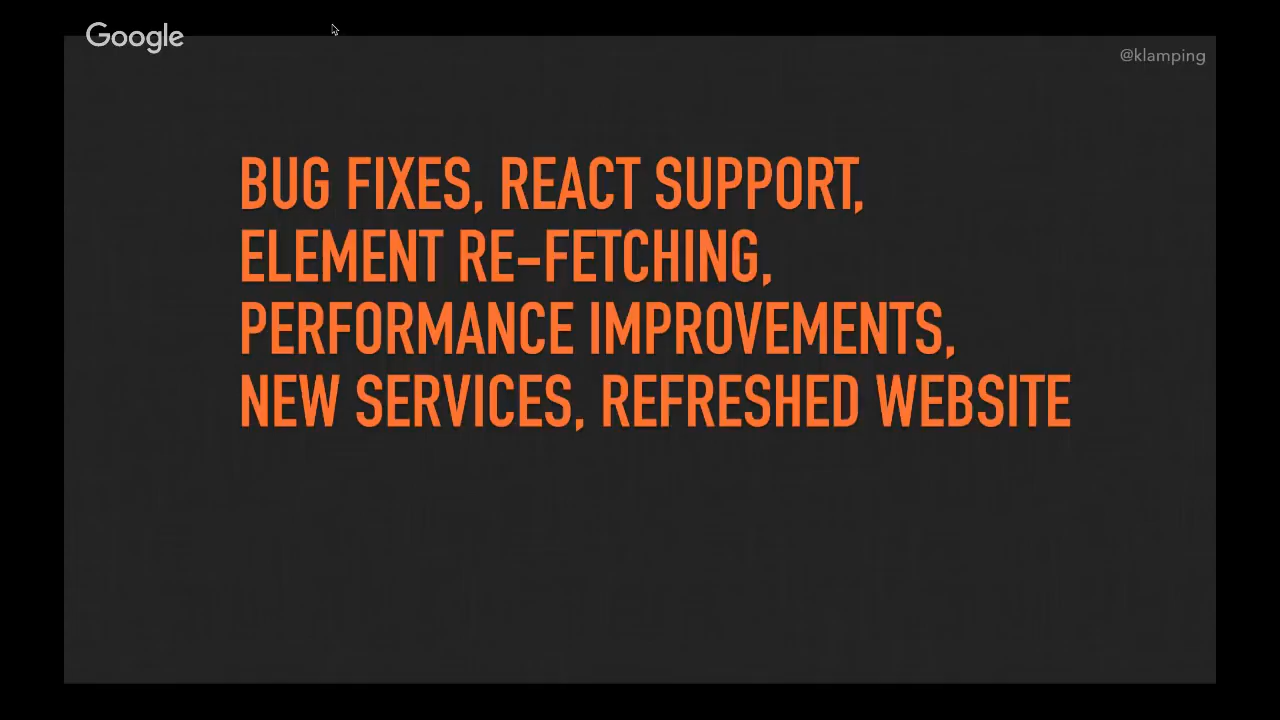 Google
@klamping
BUG FIXES, REACT SUPPORT,
ELEMENT RE-FETCHING,
PERFORMANCE IMPROVEMENTS,
NEW SERVICES, REFRESHED WEBSITE